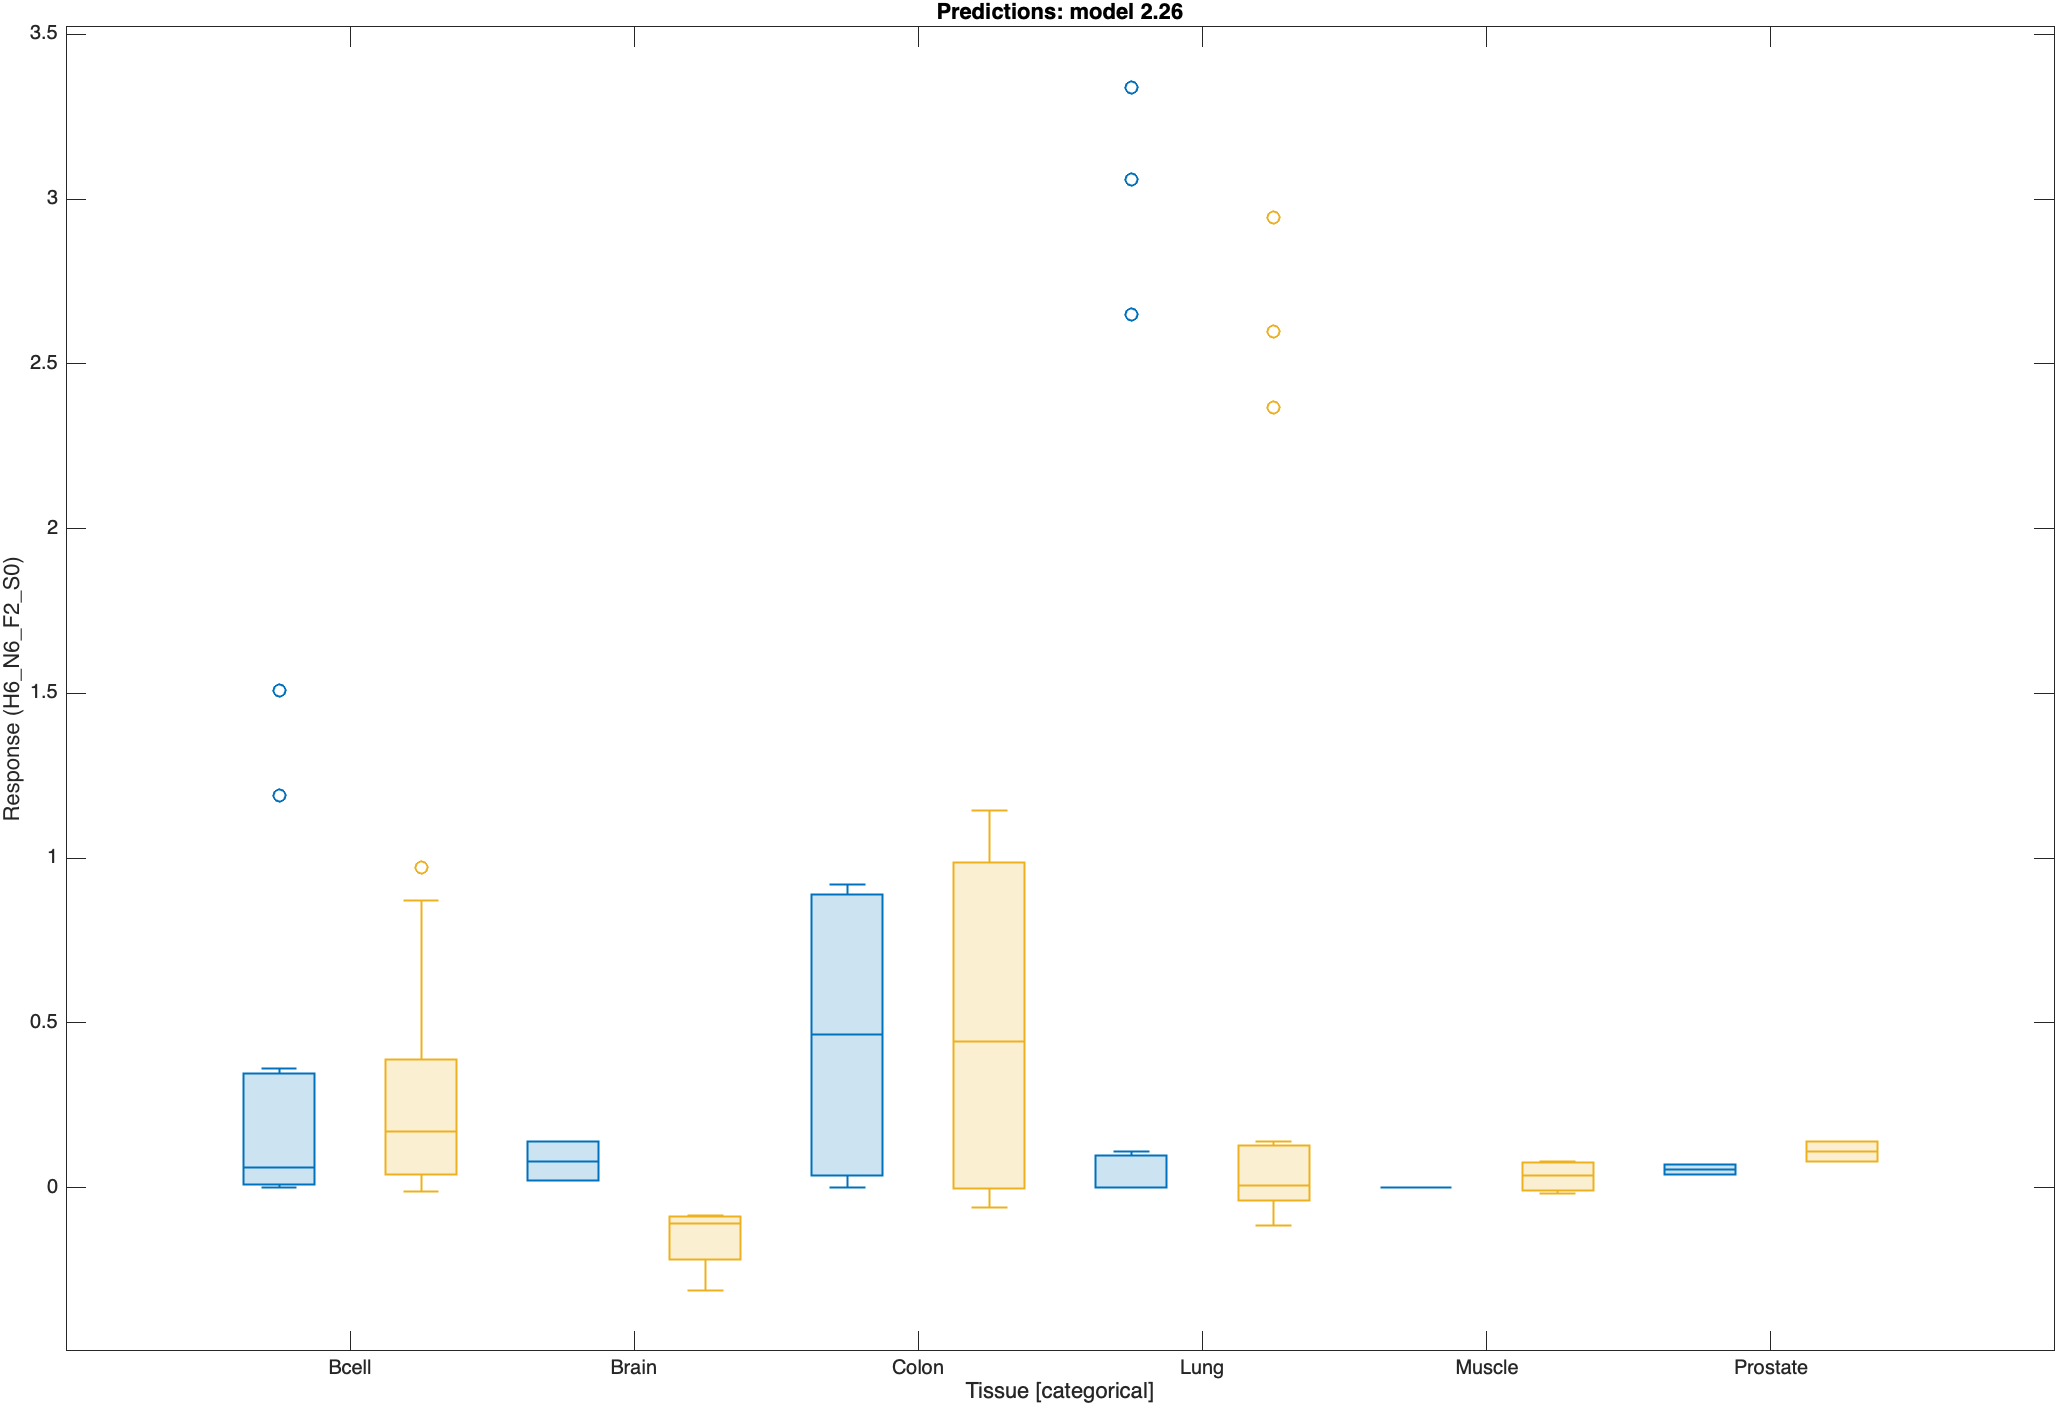 Predictions: model 2.26
3.5
3
2.5
2
1.5
1
0.5
0
Response (H6_N6_F2_S0)
Bcell Brain Colon Lung Muscle Prostate
Tissue [categorical]